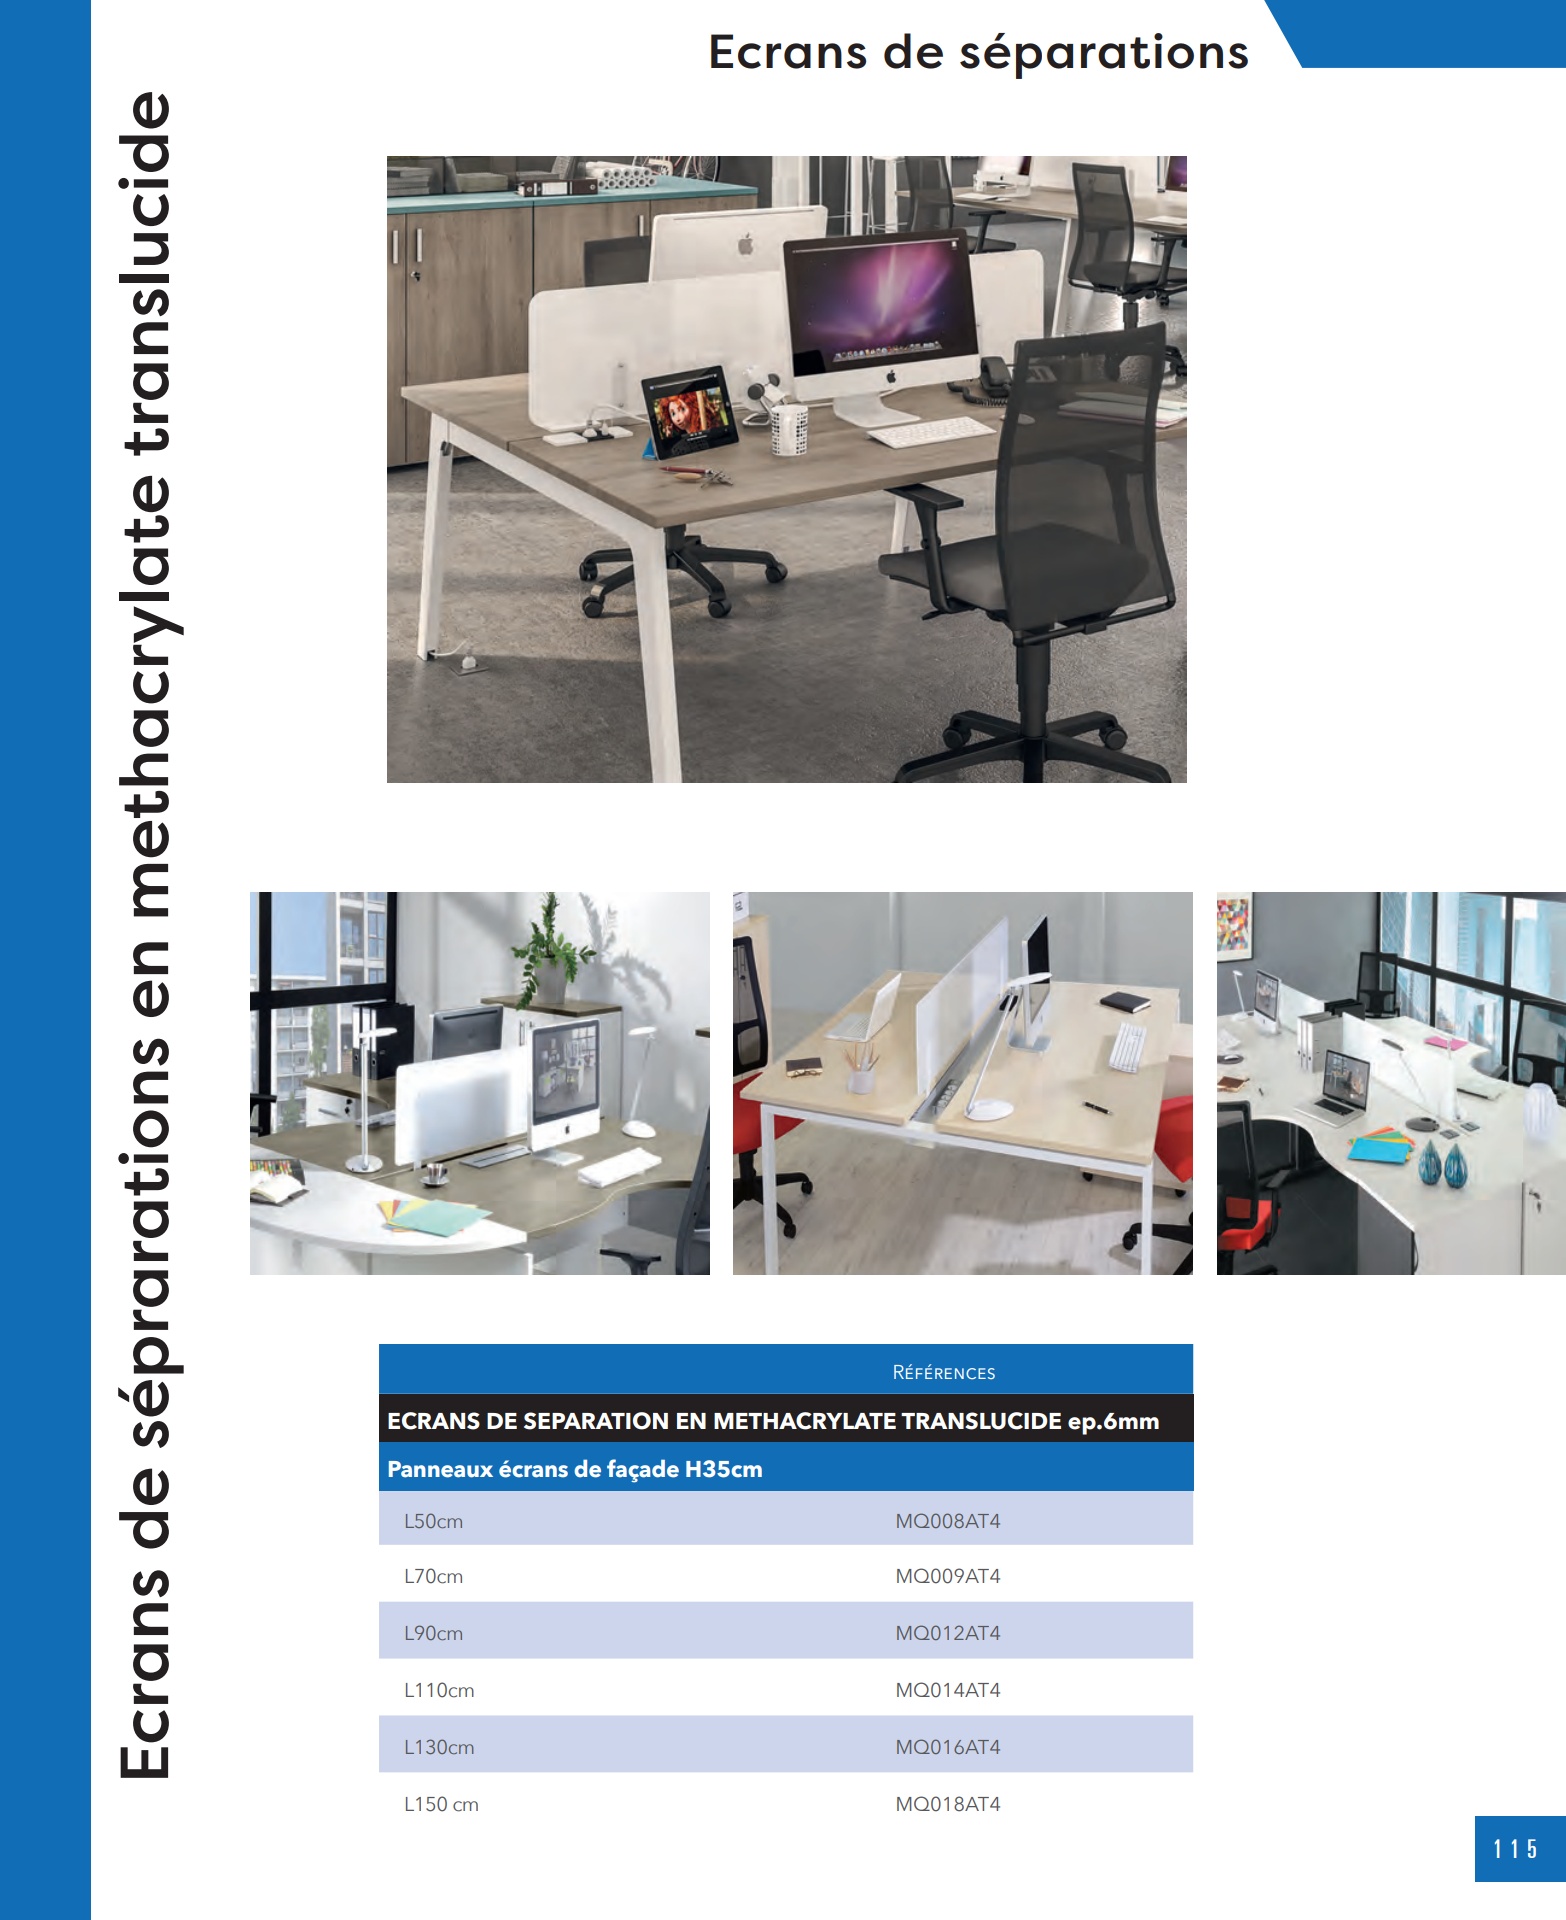 Ecrans de séparations
Ecrans de séprarations en methacrylate translucide
RÉFÉRENCES
ECRANS DE SEPARATION EN METHACRYLATE TRANSLUCIDE ep.6mm
Panneaux écrans de façade H35cm
L50cm MQ008AT4
L70cm MQ009AT4
L90cm MQ012AT4
L110cm MQ014AT4
L130cm MQ016AT4
L150 cm MQ018AT4
115